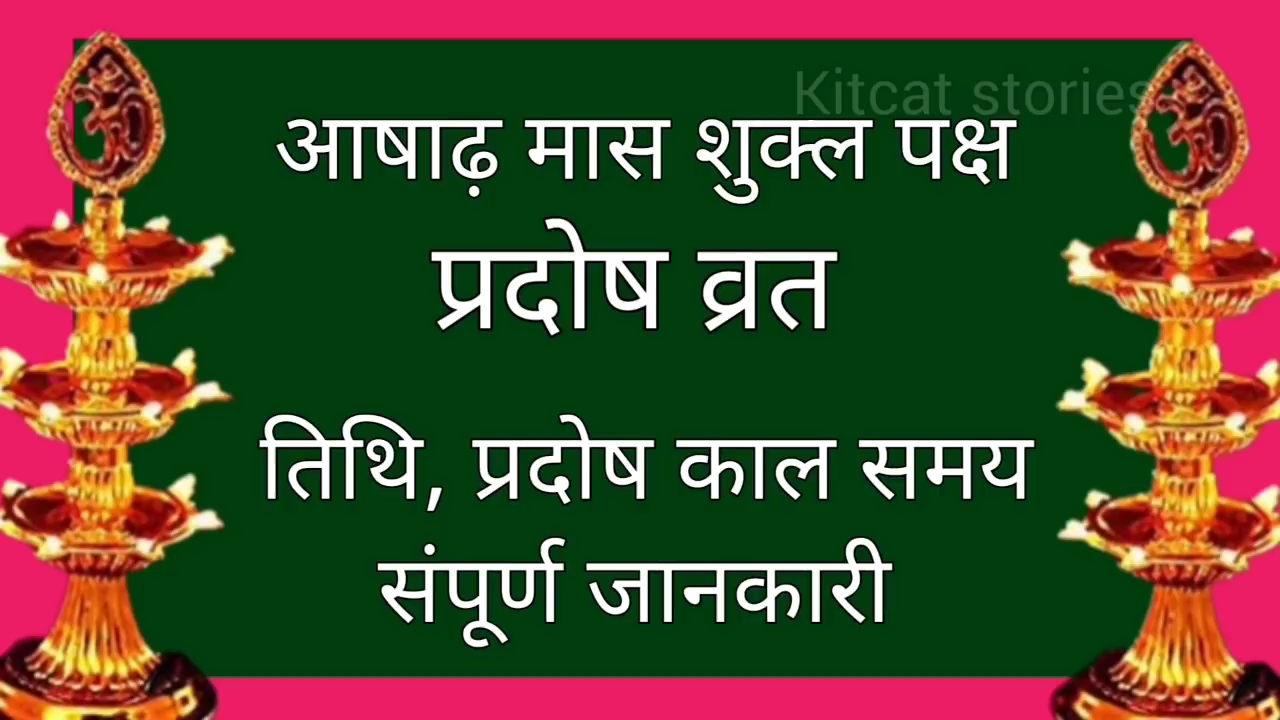 Kitcat stories
आषाढ़ मास शुक्ल पक्ष
प्रदोष व्रत
तिथि, प्रदोष काल समय
संपूर्ण जानकारी